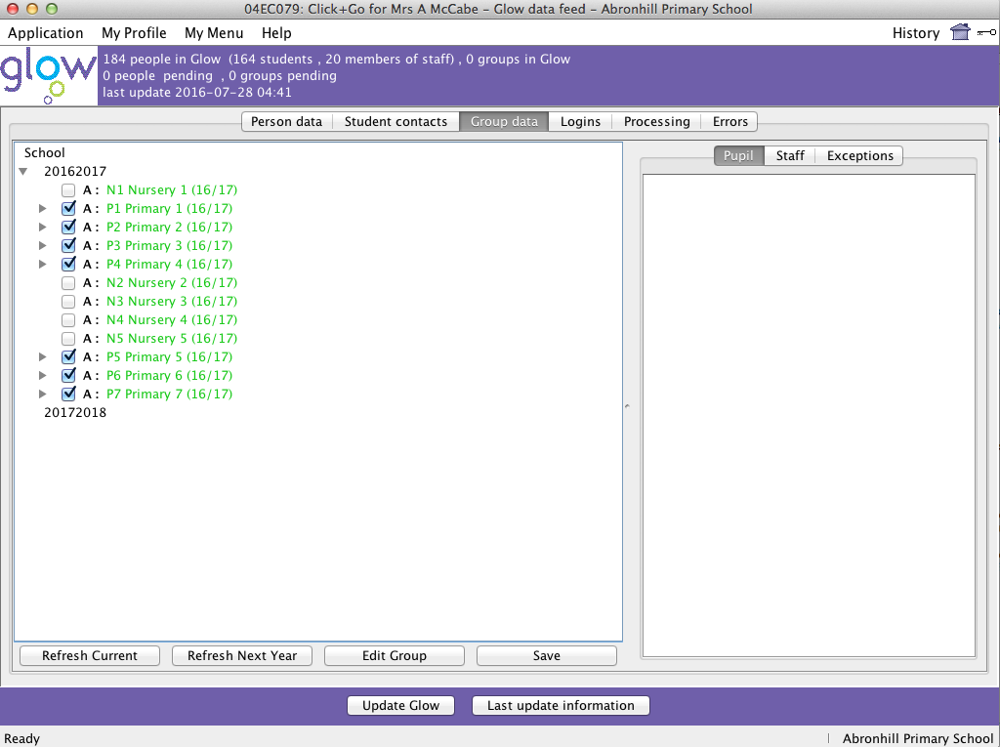 04EC079: Click+Go for Mrs A McCabe - Glow data feed - Abronhill Primary School
Application My Profile My Menu Help History
glow
184 people in Glow (164 students , 20 members of staff) , 0 groups in Glow
0 people pending , 0 groups pending
last update 2016-07-28 04:41
Person data Student contacts Group data Logins Processing Errors
School
20162017
A : N1 Nursery 1 (16/17)
A : P1 Primary 1 (16/17)
A : P2 Primary 2 (16/17)
A : P3 Primary 3 (16/17)
A : P4 Primary 4 (16/17)
A : N2 Nursery 2 (16/17)
A : N3 Nursery 3 (16/17)
A : N4 Nursery 4 (16/17)
A : N5 Nursery 5 (16/17)
A : P5 Primary 5 (16/17)
A : P6 Primary 6 (16/17)
A : P7 Primary 7 (16/17)
20172018
Pupil Staff Exceptions
Refresh Current Refresh Next Year Edit Group Save
Update Glow Last update information
Ready Abronhill Primary School